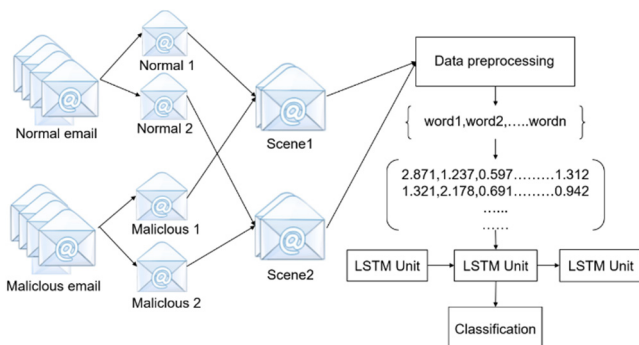 Normal email
Normal 1
Normal 2
Malicious email
Maliclous 1
Maliclous 2
Scene1
Scene2
Data preprocessing
word1,word2,…..wordn
2.871,1.237,0.597………1.312
1.321,2.178,0.691………0.942
…...
……
LSTM Unit
LSTM Unit
LSTM Unit
Classification